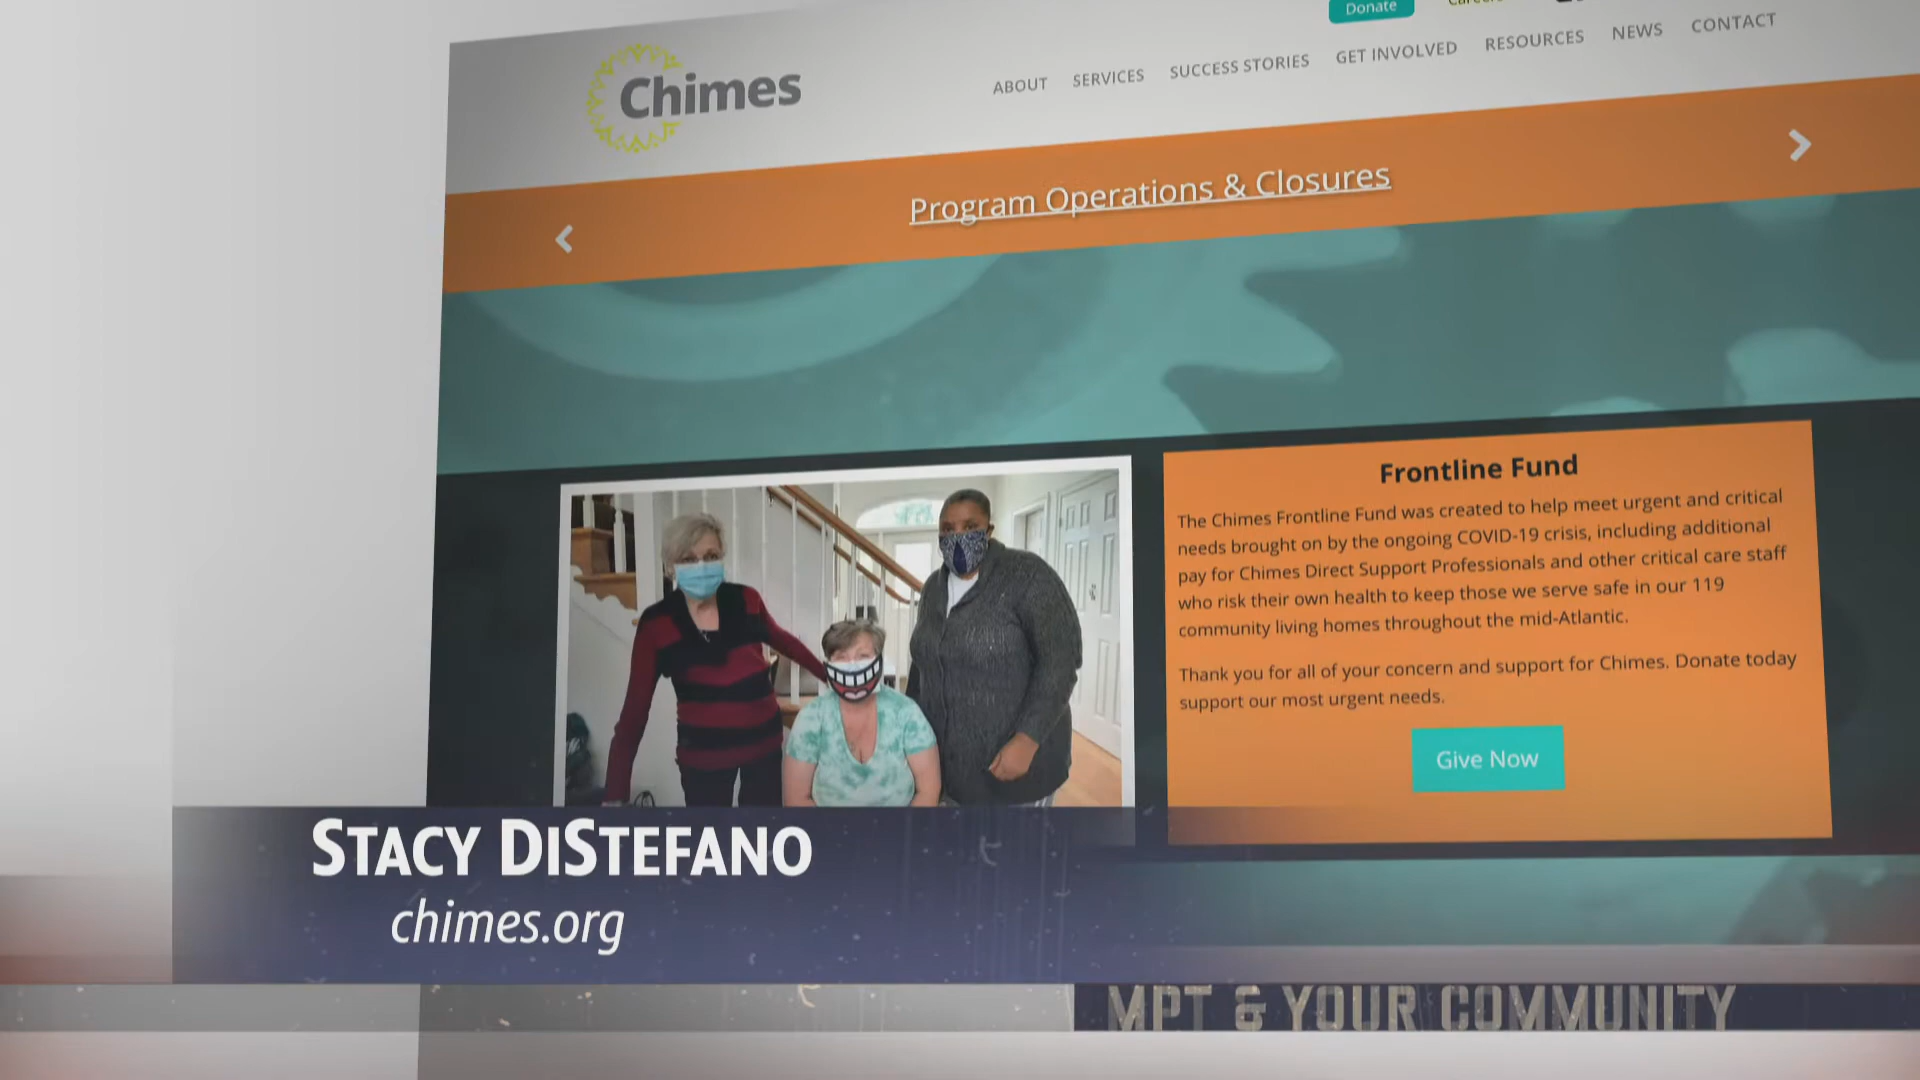 Donate
Chimes
ABOUT SERVICES SUCCESS STORIES GET INVOLVED RESOURCES NEWS CONTACT
Program Operations & Closures
Frontline Fund
The Chimes Frontline Fund was created to help meet urgent and critical
needs brought on by the ongoing COVID-19 crisis, including additional
pay for Chimes Direct Support Professionals and other critical care staff
who risk their own health to keep those we serve safe in our 119
community living homes throughout the mid-Atlantic.
Thank you for all of your concern and support for Chimes. Donate today
support our most urgent needs.
Give Now
STACY DISTEFANO
chimes.org
MPT & YOUR COMMUNITY